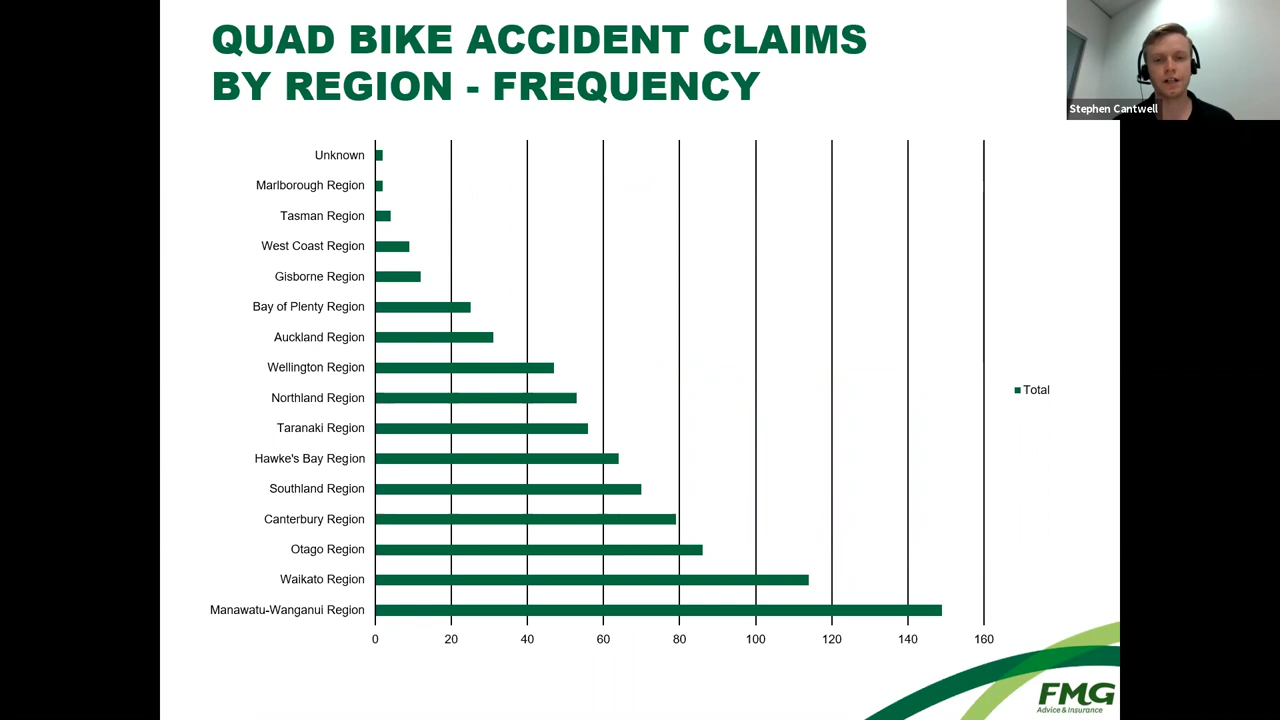 QUAD BIKE ACCIDENT CLAIMS
BY REGION - FREQUENCY
Stephen Cantwell
Unknown
Marlborough Region
Tasman Region
West Coast Region
Gisborne Region
Bay of Plenty Region
Auckland Region
Wellington Region
Northland Region
Taranaki Region
Hawke's Bay Region
Southland Region
Canterbury Region
Otago Region
Waikato Region
Manawatu-Wanganui Region
0 20 40 60 80 100 120 140 160
Total
FMG
Advice & Insurance